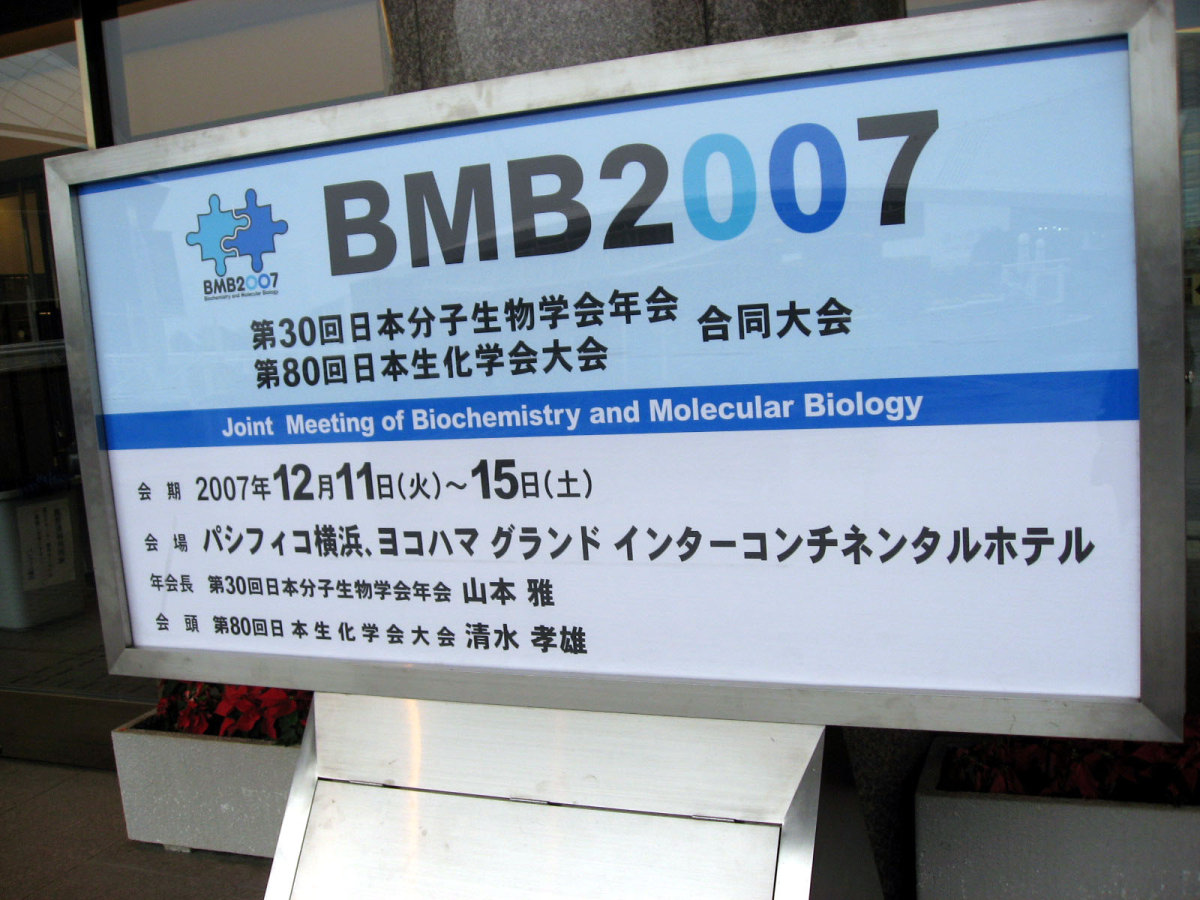 BMB2007
BMB2007
Biochemistry and Molecular Biology
第30回日本分子生物学会年会 合同大会
第80回日本生化学会大会
Joint Meeting of Biochemistry and Molecular Biology
会 期 2007年12月11日(火)～15日(土)
会 場 パシフィコ横浜、ヨコハマ グランド インターコンチネンタルホテル
年会長 第30回日本分子生物学会年会 山本 雅
会 頭 第80回日本生化学会大会 清水 孝雄